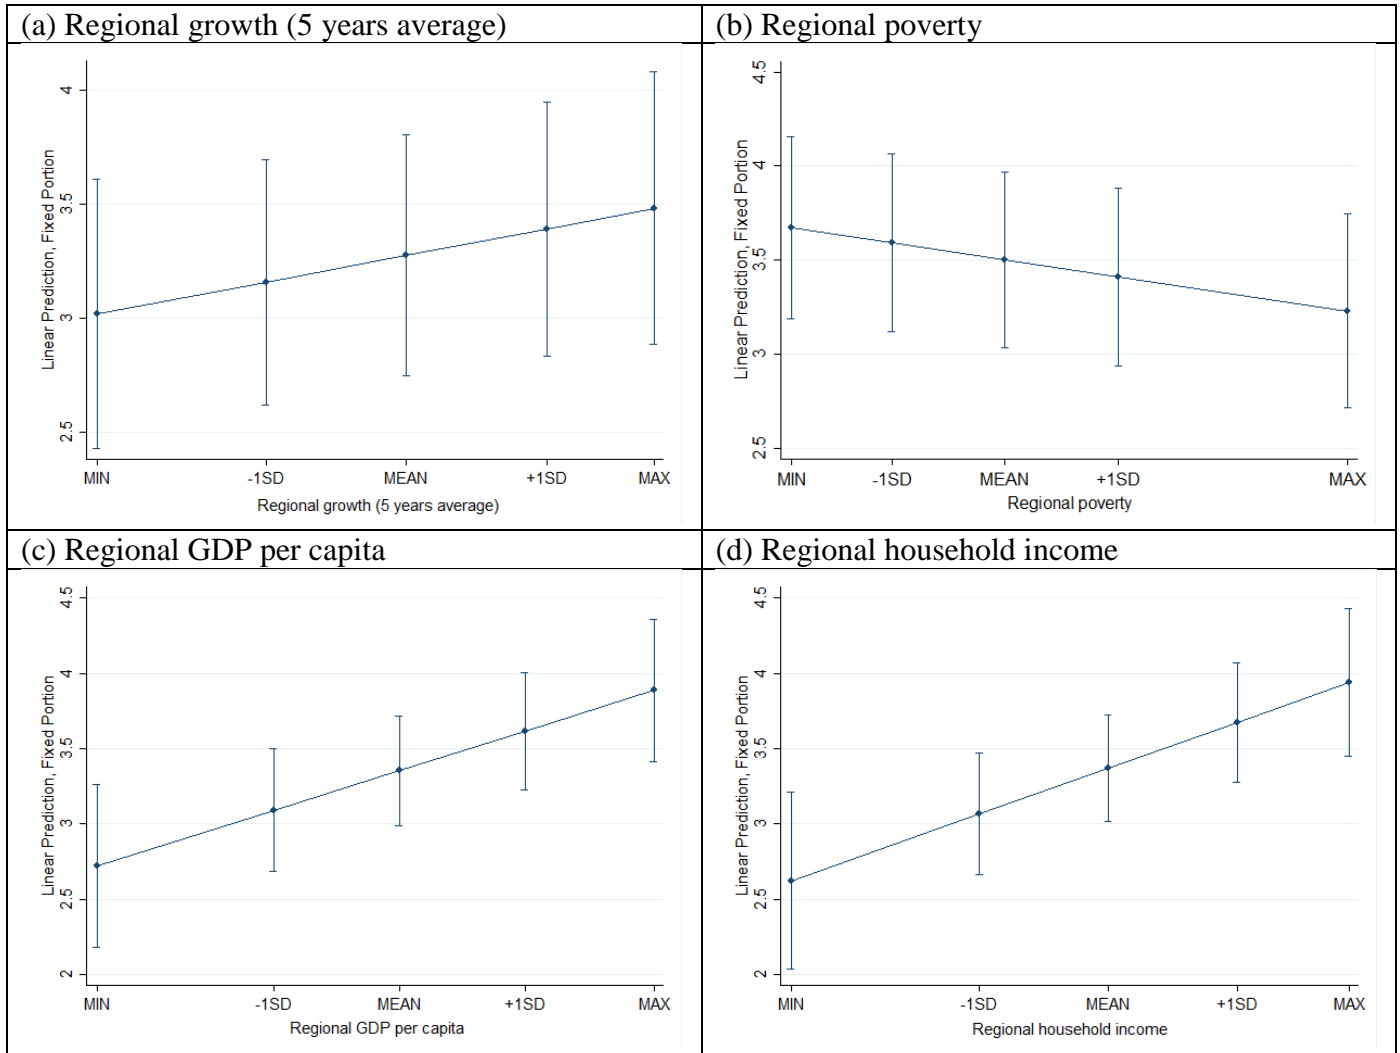 (a) Regional growth (5 years average)
Linear Prediction, Fixed Portion
4
3.5
3
2.5
MIN -1SD MEAN +1SD MAX
Regional growth (5 years average)
(b) Regional poverty
Linear Prediction, Fixed Portion
4.5
4
3.5
3
2.5
MIN -1SD MEAN +1SD MAX
Regional poverty
(c) Regional GDP per capita
Linear Prediction, Fixed Portion
4.5
4
3.5
3
2.5
2
MIN -1SD MEAN +1SD MAX
Regional GDP per capita
(d) Regional household income
Linear Prediction, Fixed Portion
4.5
4
3.5
3
2.5
2
MIN -1SD MEAN +1SD MAX
Regional household income